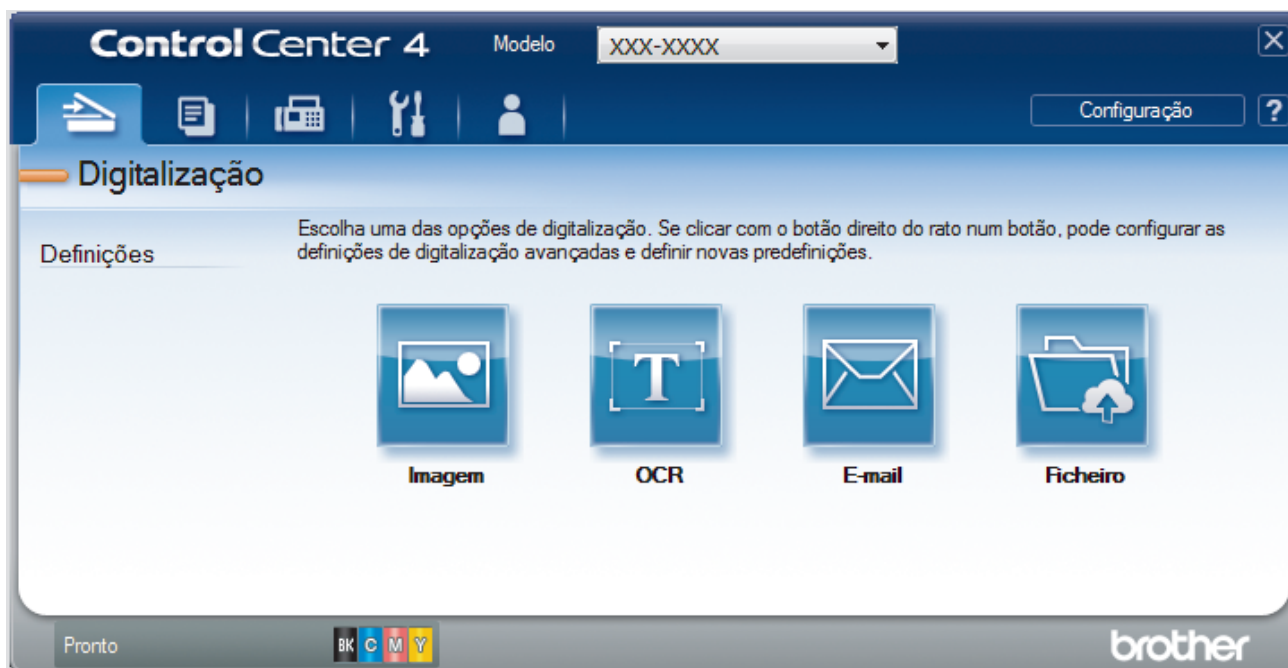 Control Center 4 Modelo XXX-XXXX
Configuração ?
Digitalização
Definições
Escolha uma das opções de digitalização. Se clicar com o botão direito do rato num botão, pode configurar as
definições de digitalização avançadas e definir novas predefinições.
T
Imagem OCR E-mail Ficheiro
Pronto BK C M Y brother